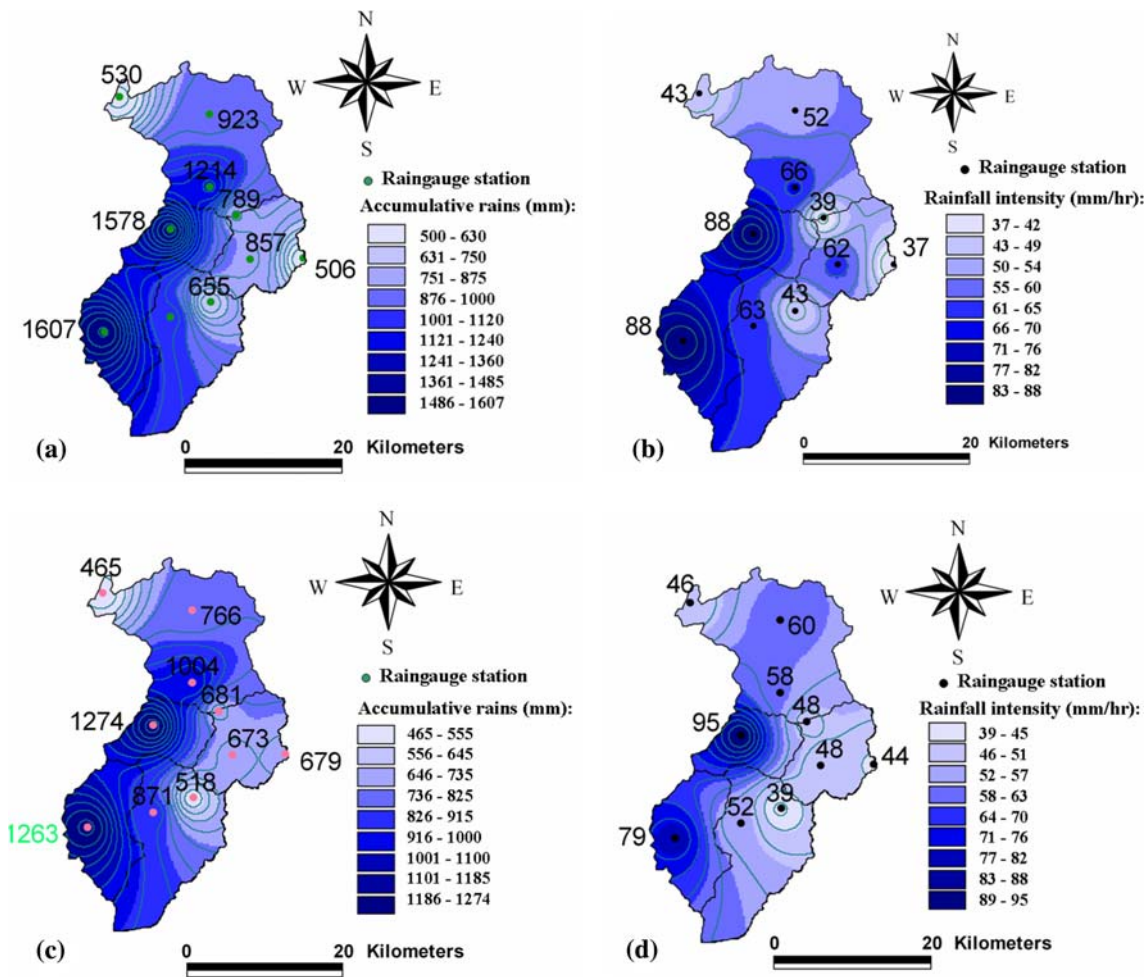 N
W
E
S
530
923
1214
789
1578
857
506
655
1607
Raingauge station
Accumulative rains (mm):
500 - 630
631 - 750
751 - 875
876 - 1000
1001 - 1120
1121 - 1240
1241 - 1360
1361 - 1485
1486 - 1607
(a)
0
20
Kilometers
N
W
E
S
43
52
66
39
88
62
37
43
63
88
Raingauge station
Rainfall intensity (mm/hr):
37 - 42
43 - 49
50 - 54
55 - 60
61 - 65
66 - 70
71 - 76
77 - 82
83 - 88
(b)
0
20
Kilometers
N
W
E
S
465
766
1004
681
1274
673
679
518
871
1263
Raingauge station
Accumulative rains (mm):
465 - 555
556 - 645
646 - 735
736 - 825
826 - 915
916 - 1000
1001 - 1100
1101 - 1185
1186 - 1274
(c)
0
20
Kilometers
N
W
E
S
46
60
58
48
95
48
44
39
52
79
Raingauge station
Rainfall intensity (mm/hr):
39 - 45
46 - 51
52 - 57
58 - 63
64 - 70
71 - 76
77 - 82
83 - 88
89 - 95
(d)
0
20
Kilometers